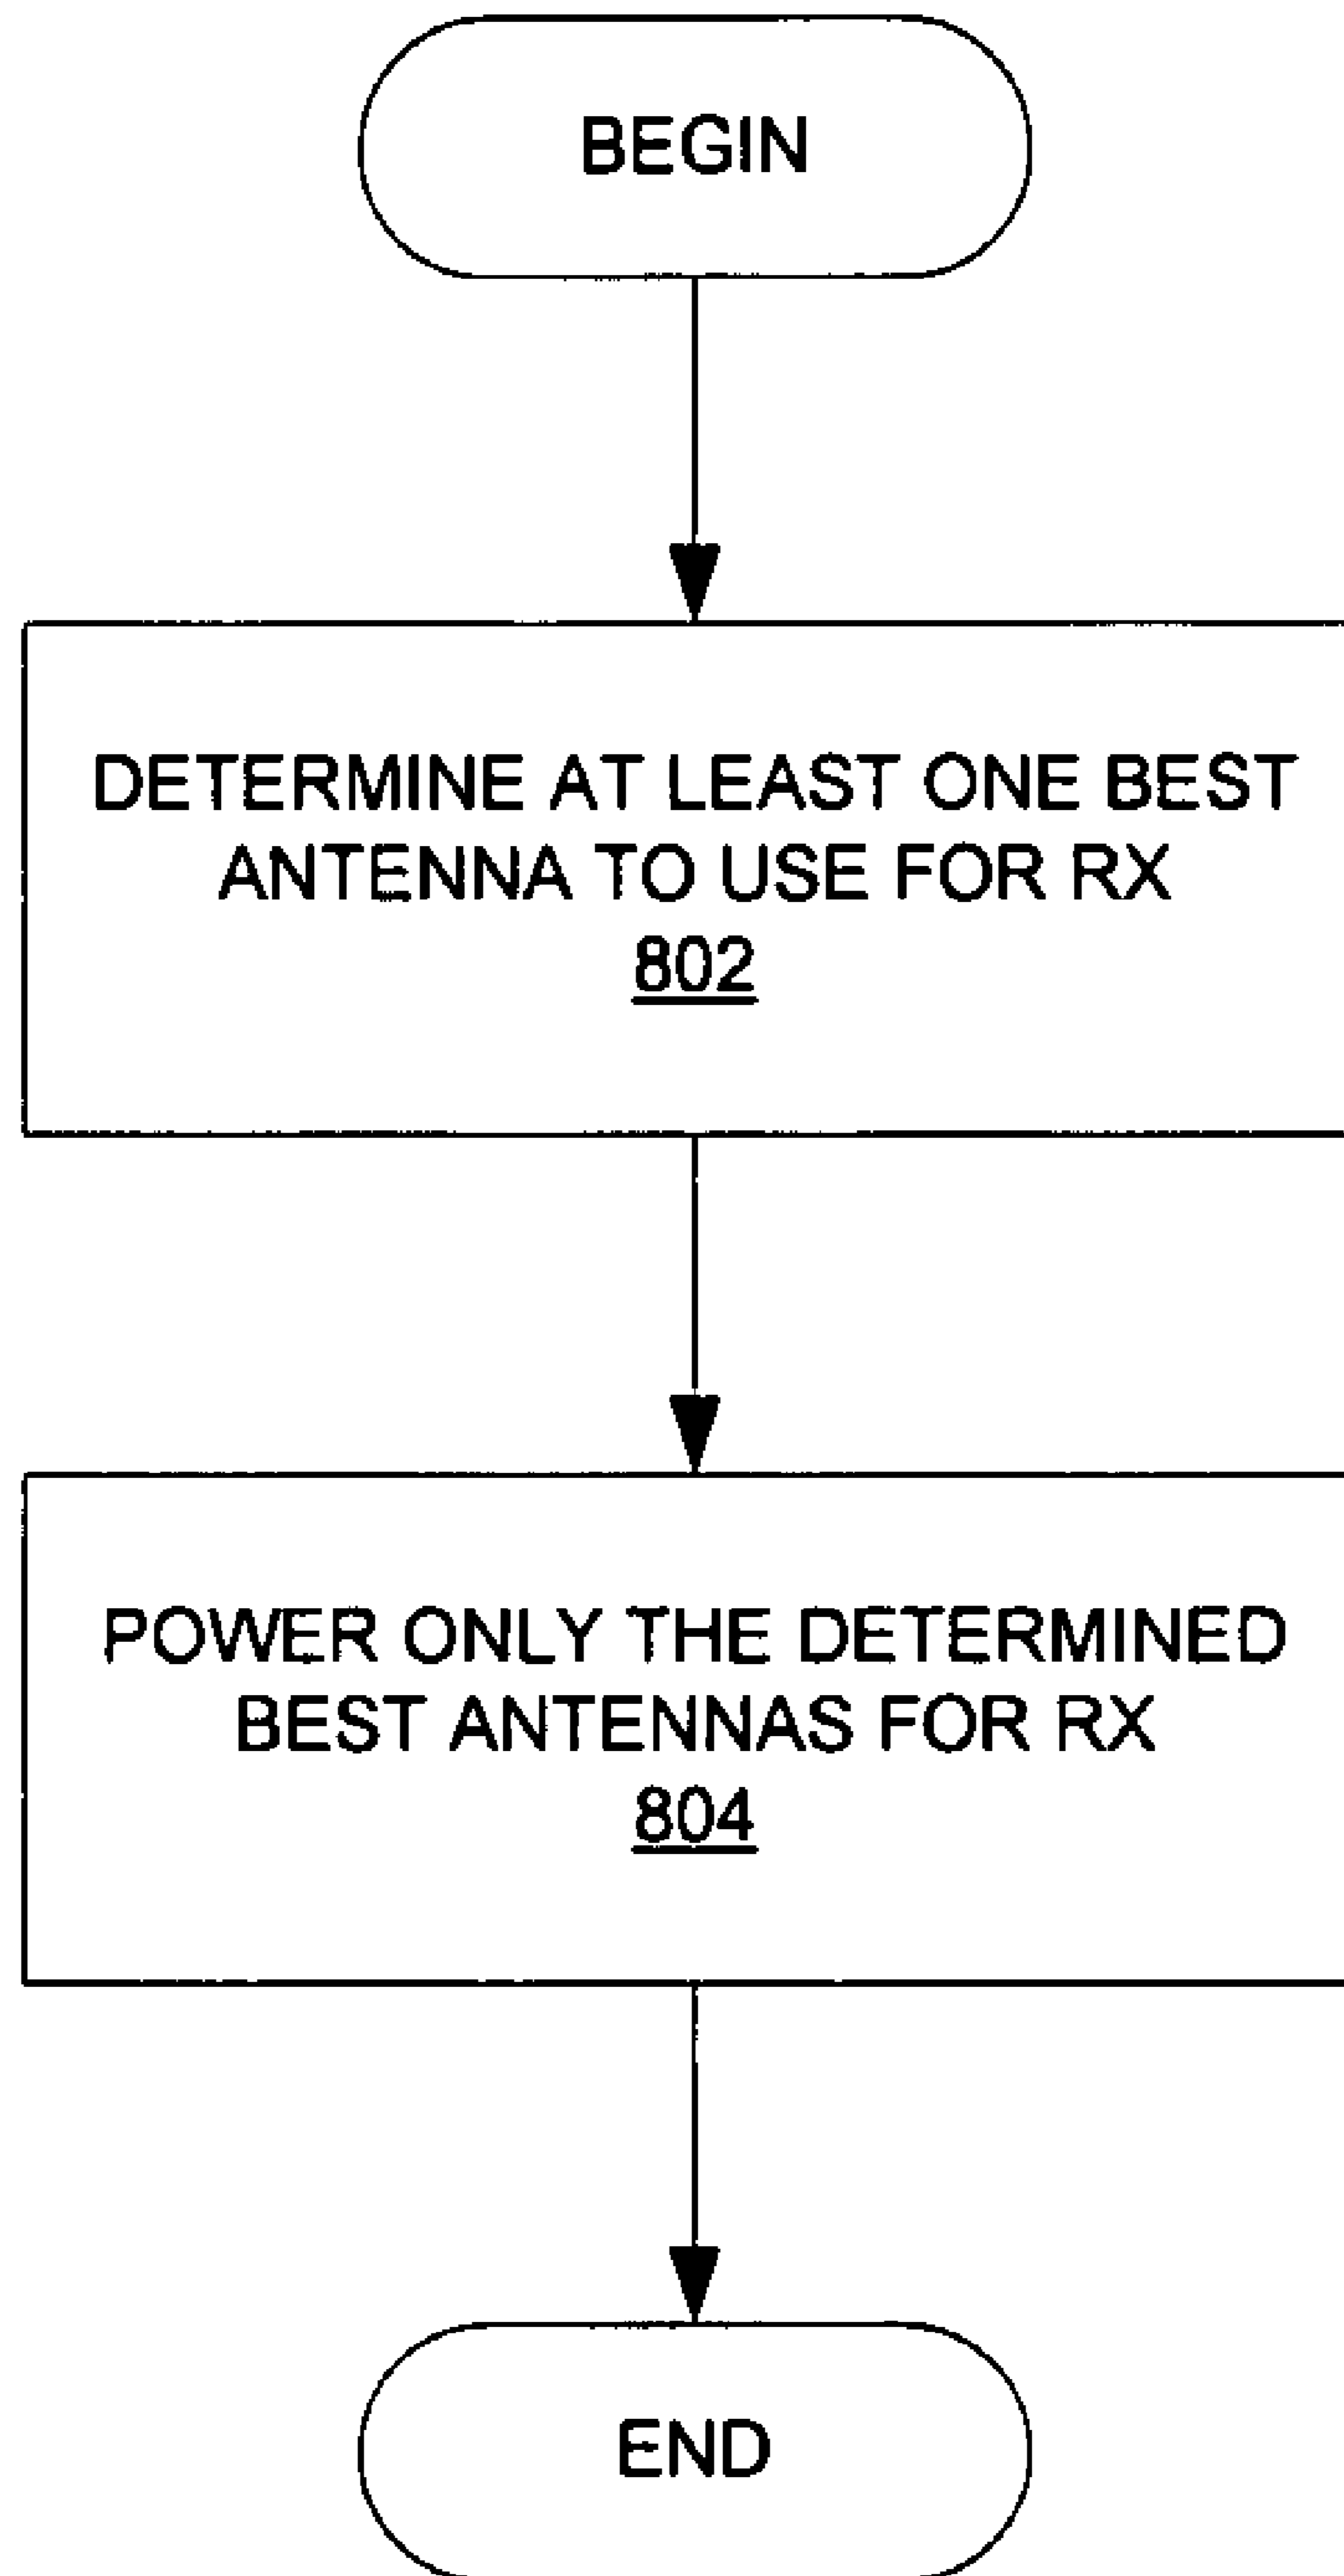 BEGIN
DETERMINE AT LEAST ONE BEST
ANTENNA TO USE FOR RX
802
POWER ONLY THE DETERMINED
BEST ANTENNAS FOR RX
804
END